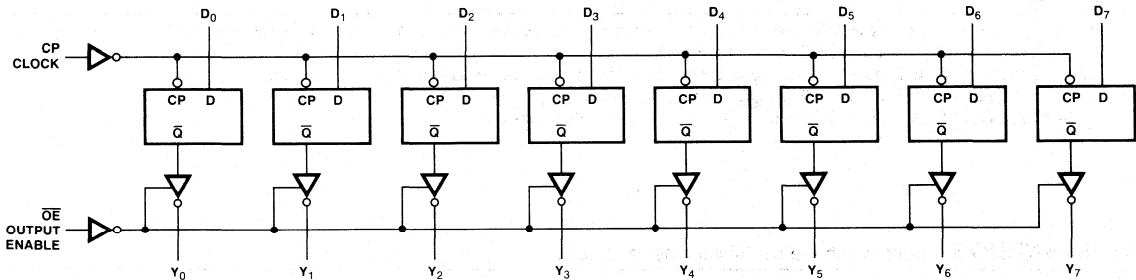 D0 D1 D2 D3 D4 D5 D6 D7
CP
CLOCK
CP D CP D CP D CP D CP D CP D CP D CP D
Q̅ Q̅ Q̅ Q̅ Q̅ Q̅ Q̅ Q̅
O̅E̅
OUTPUT
ENABLE
Y0 Y1 Y2 Y3 Y4 Y5 Y6 Y7